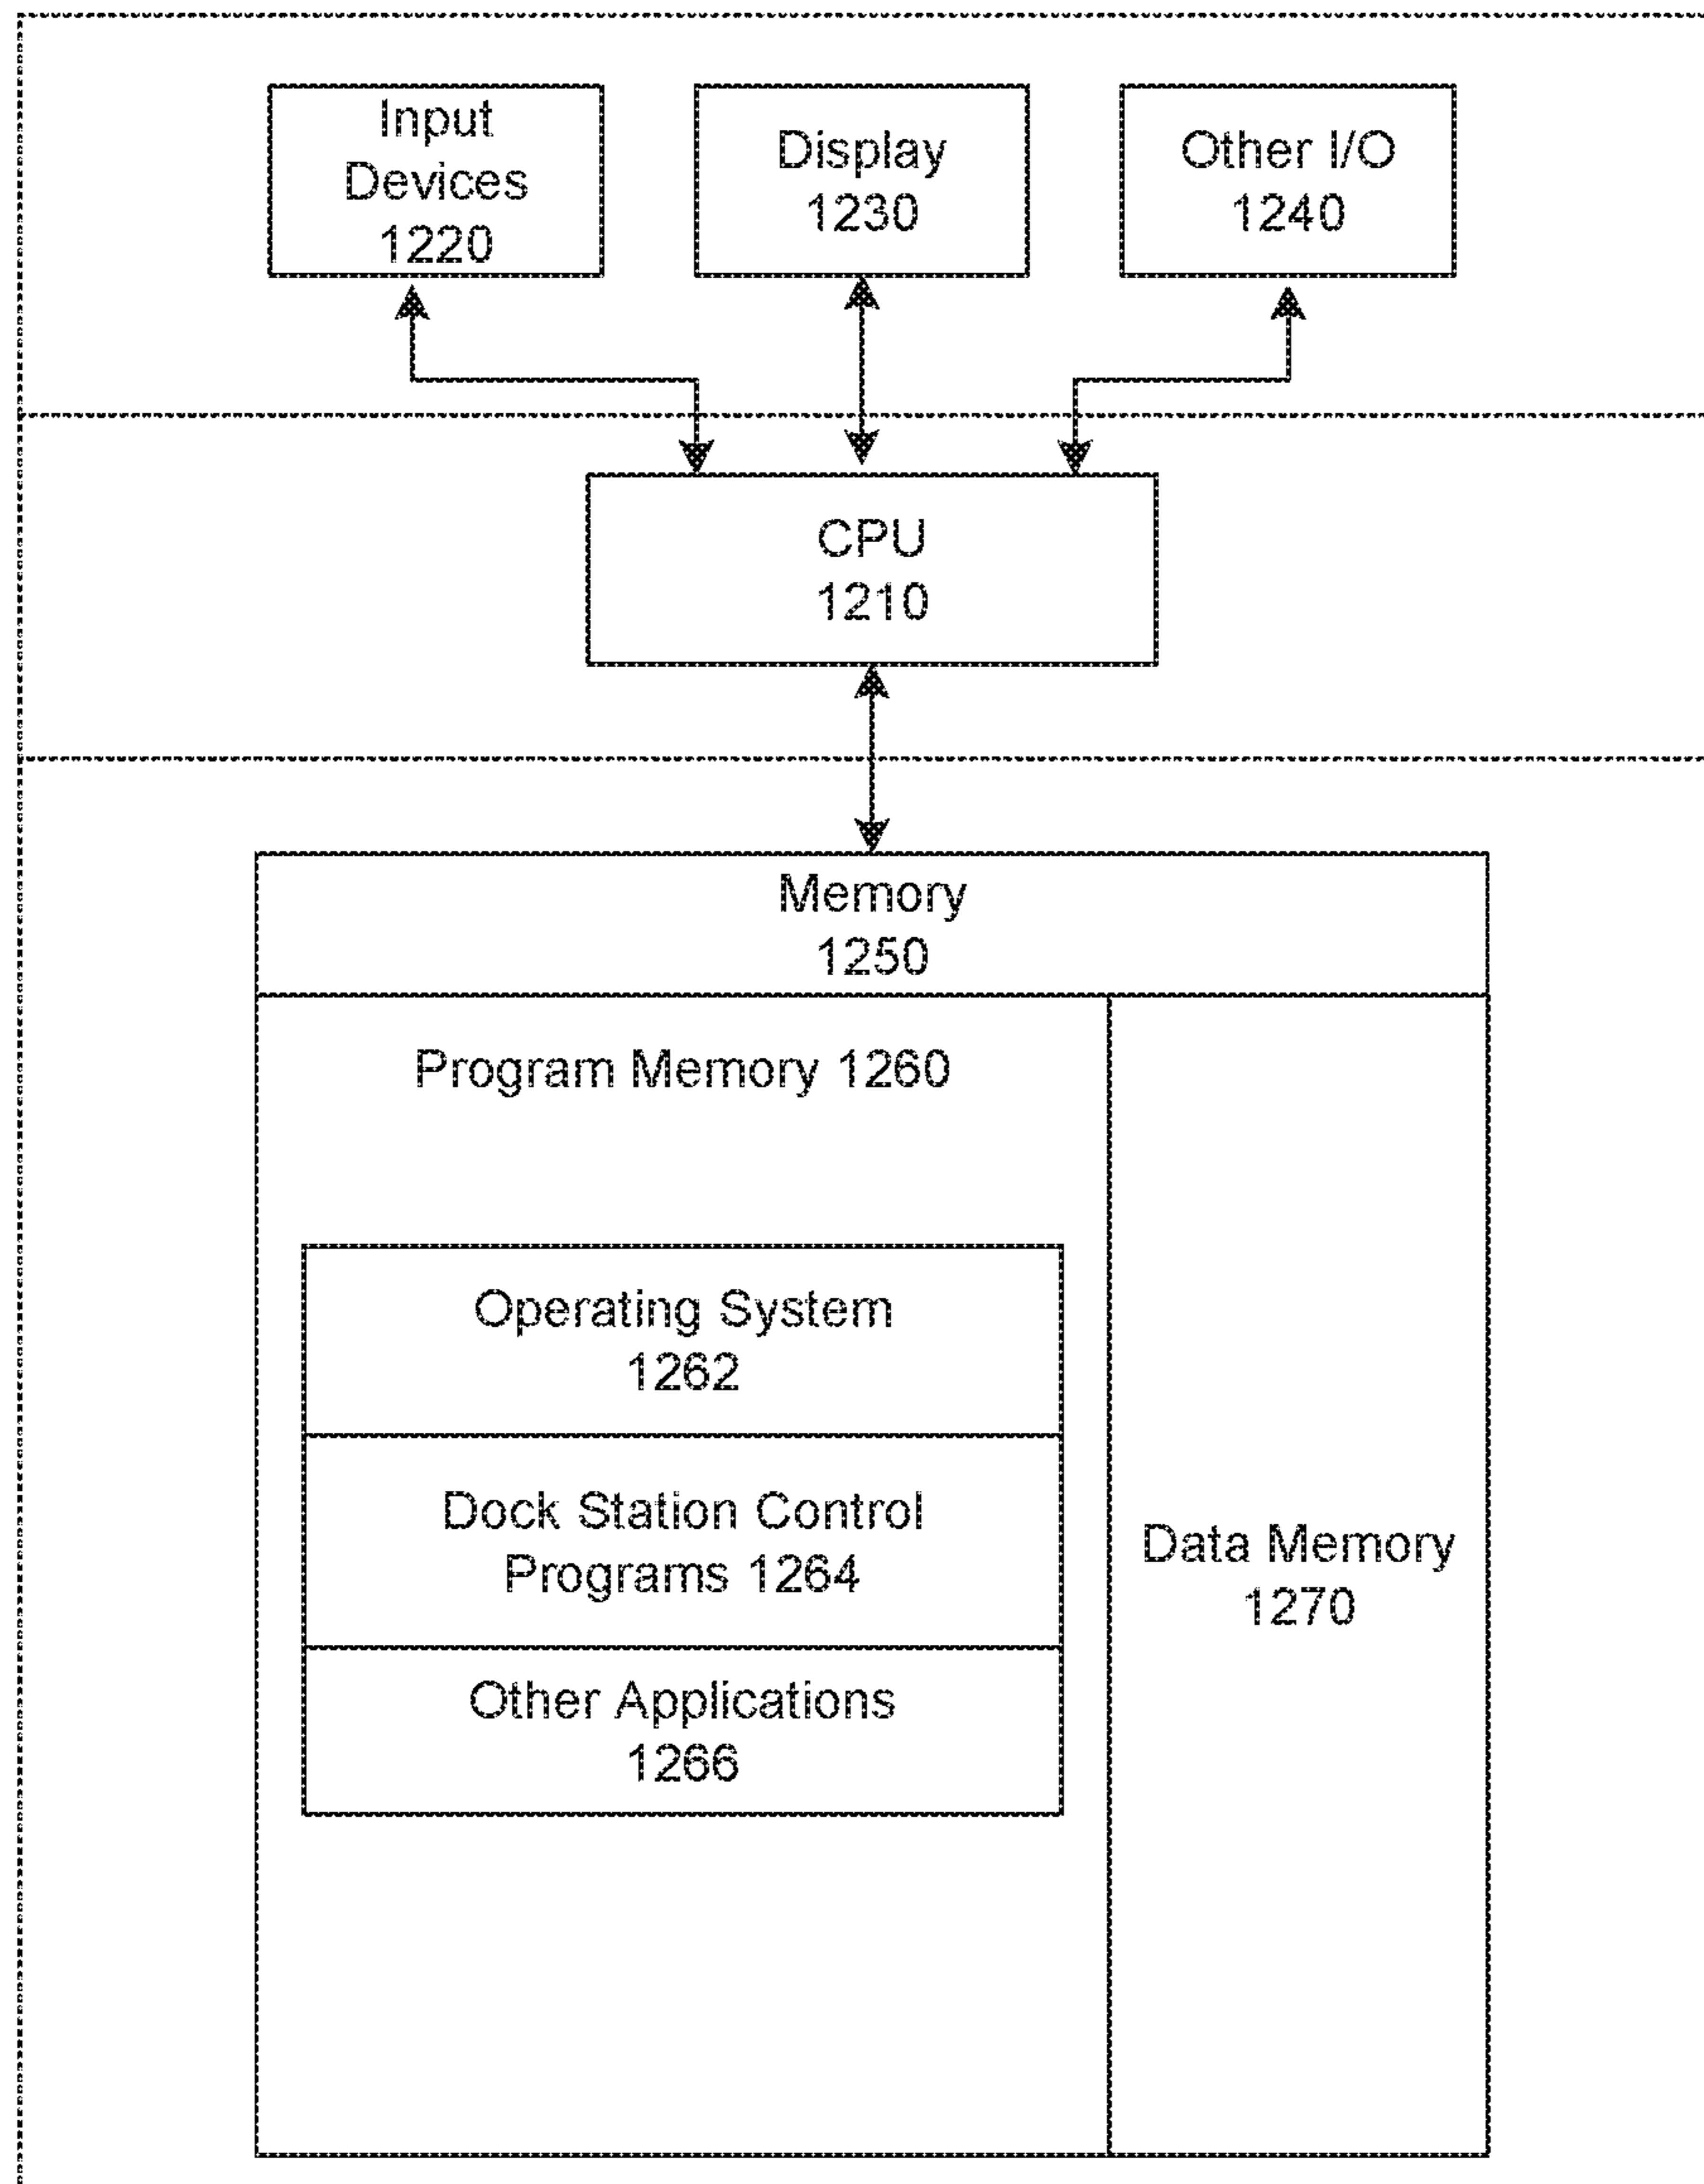 Input
Devices
1220
Display
1230
Other I/O
1240
CPU
1210
Memory
1250
Program Memory 1260
Operating System
1262
Dock Station Control
Programs 1264
Other Applications
1266
Data Memory
1270